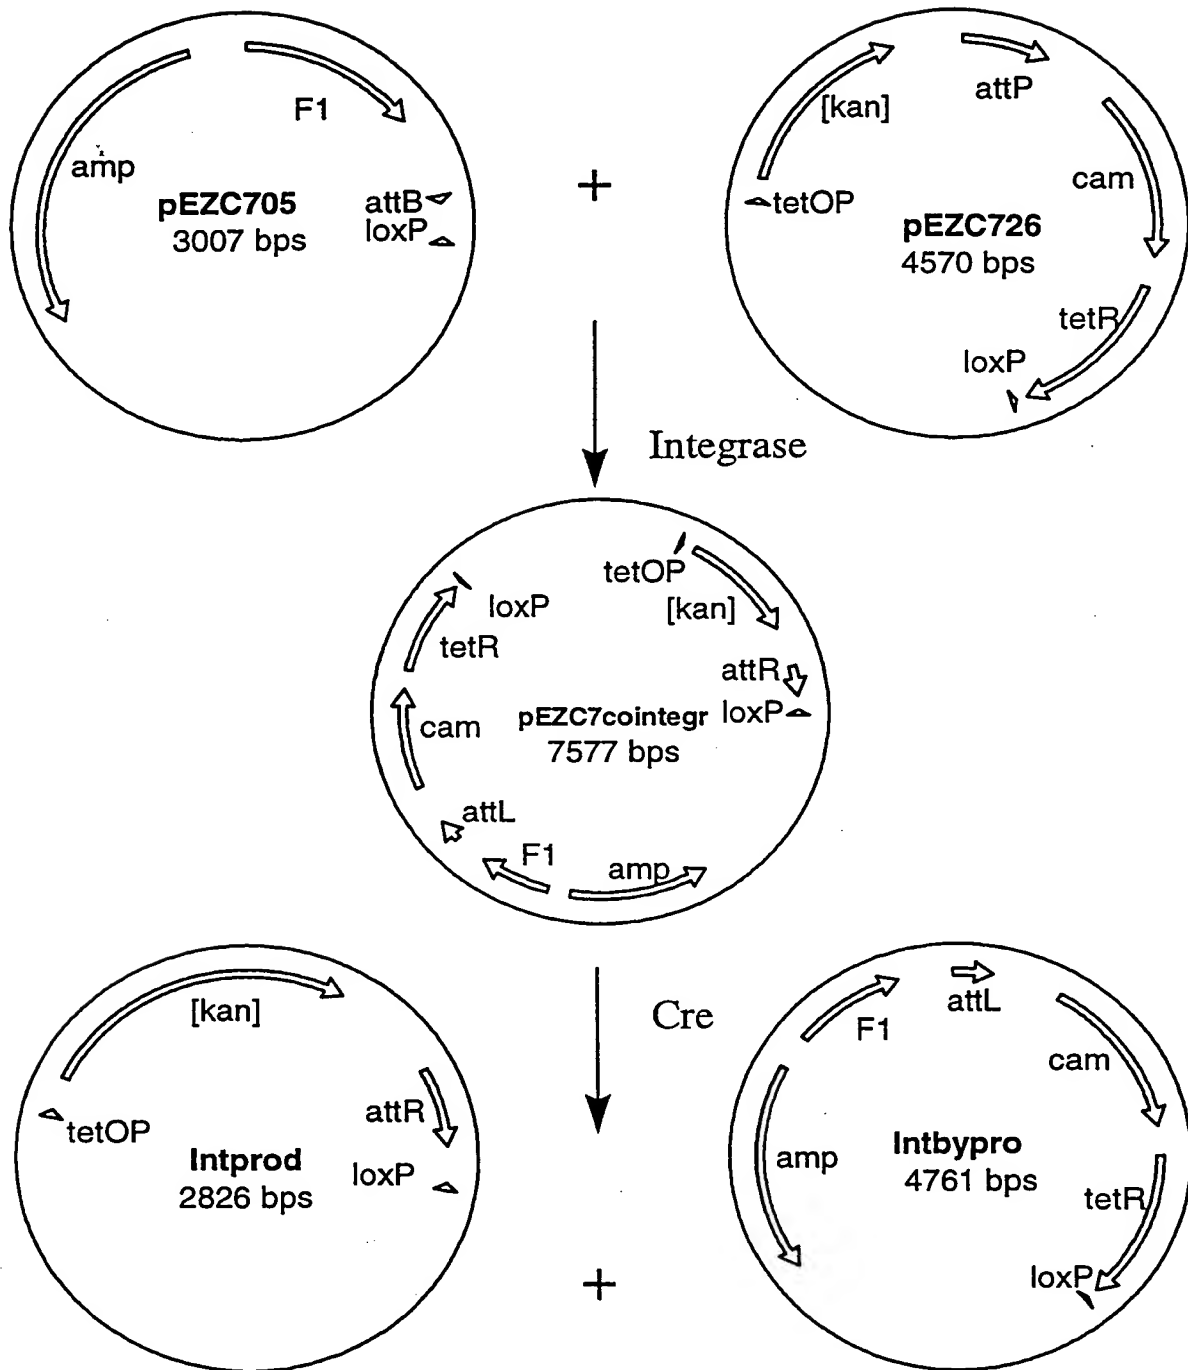 F1
amp
pEZC705
3007 bps
attB
loxP
+
[kan]
attP
cam
tetOP
pEZC726
4570 bps
tetR
loxP
Integrase
tetOP
[kan]
loxP
tetR
attR
loxP
cam
pEZC7cointegr
7577 bps
attL
F1
amp
Cre
[kan]
tetOP
attR
Intprod
2826 bps
loxP
+
F1
attL
cam
amp
Intbypro
4761 bps
tetR
loxP